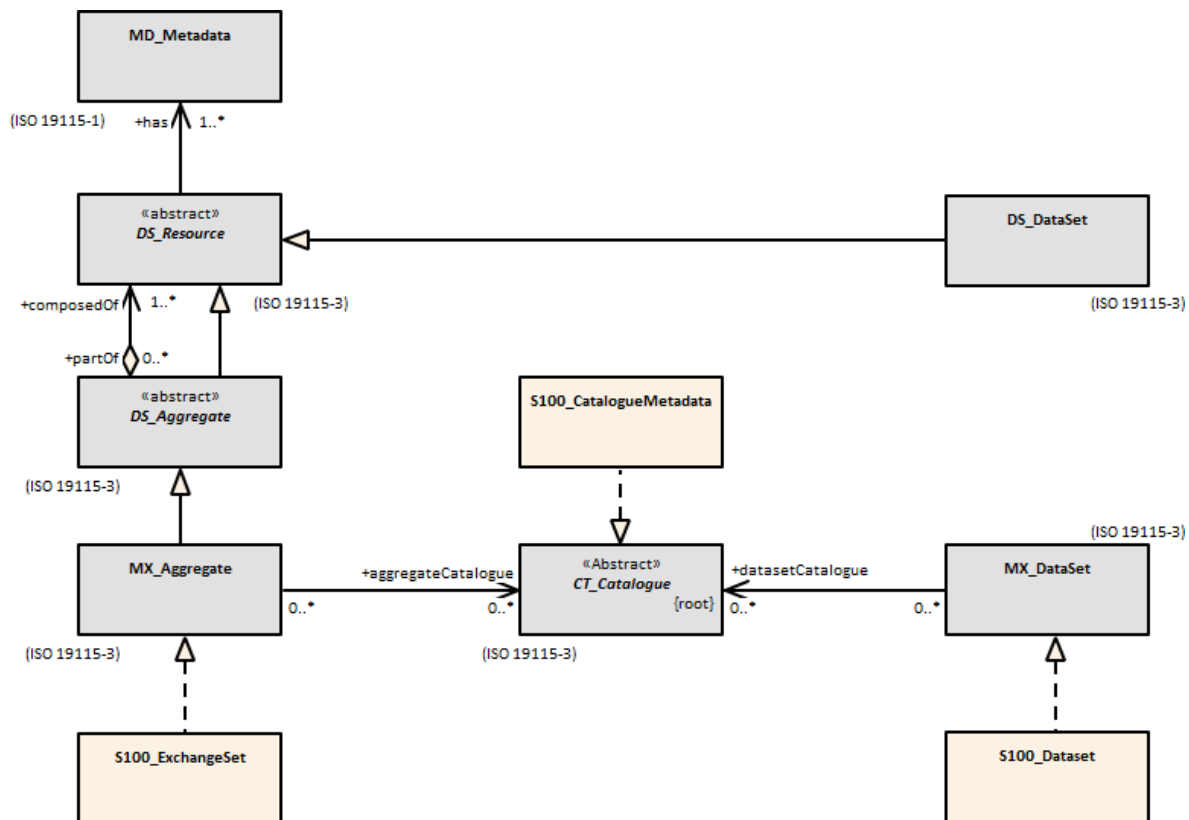 MD_Metadata
(ISO 19115-1)
+has
1..*
«abstract»
DS_Resource
DS_DataSet
+composedOf
1..*
(ISO 19115-3)
(ISO 19115-3)
+partOf
0..*
«abstract»
DS_Aggregate
S100_CatalogueMetadata
(ISO 19115-3)
(ISO 19115-3)
MX_Aggregate
+aggregateCatalogue
0..*
0..*
«Abstract»
CT_Catalogue
{root}
+datasetCatalogue
0..*
0..*
MX_DataSet
(ISO 19115-3)
(ISO 19115-3)
S100_ExchangeSet
S100_Dataset